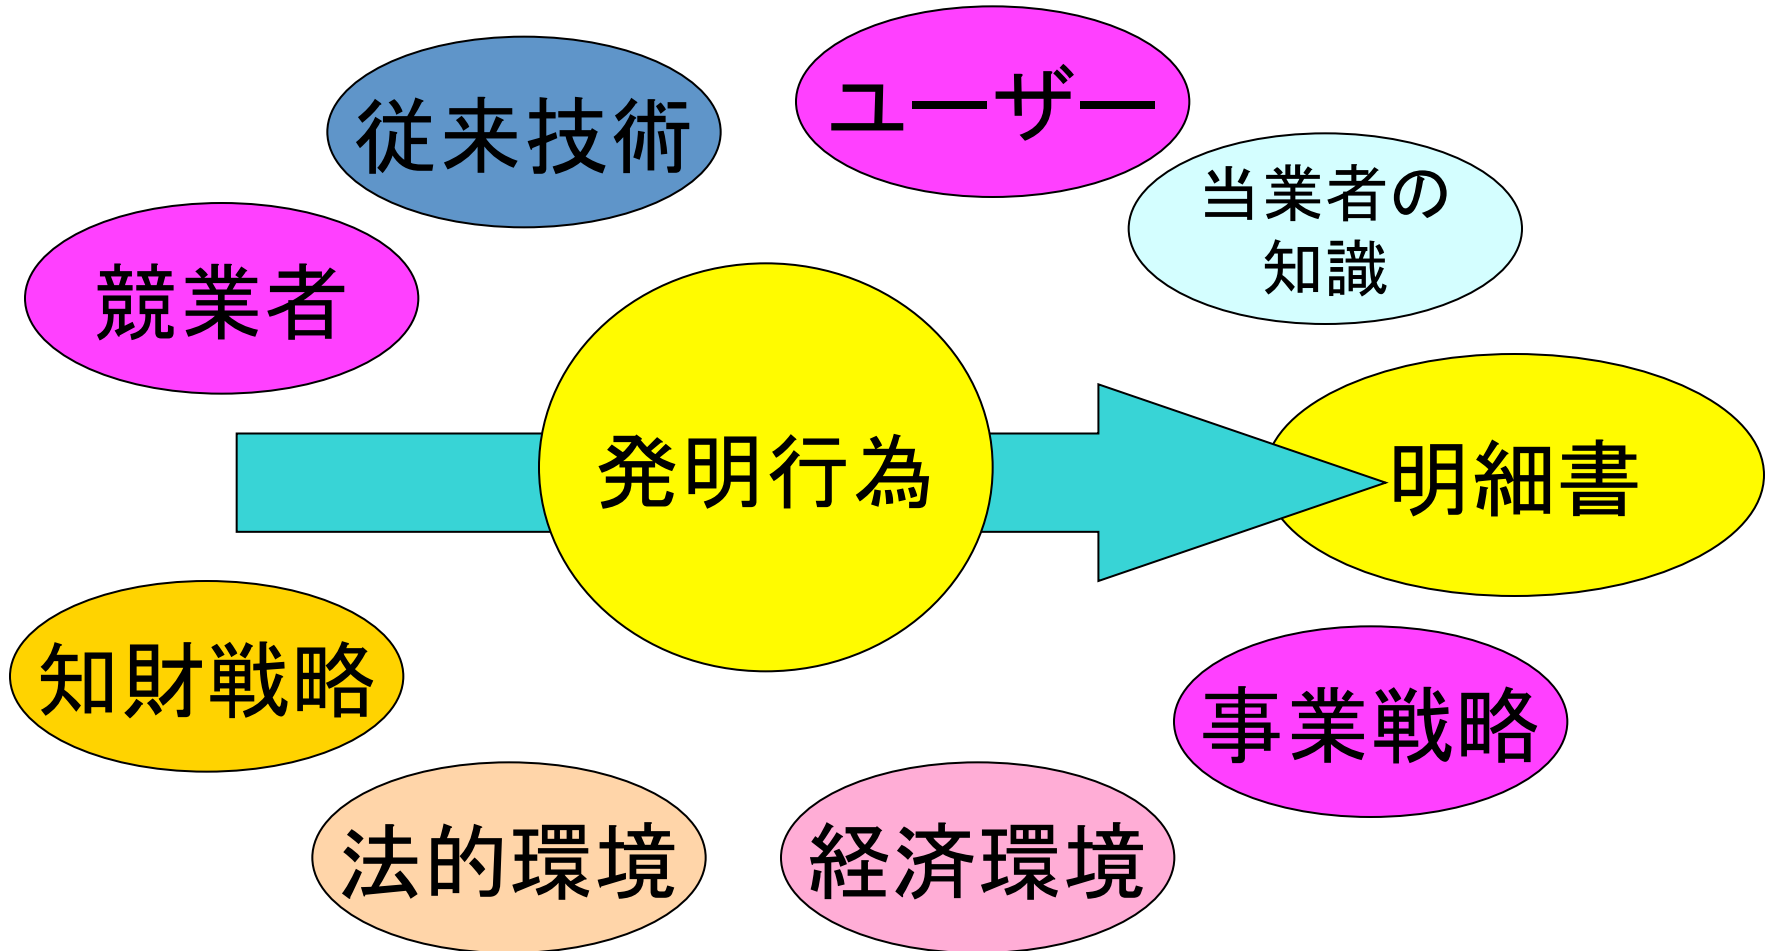 従来技術
ユーザー
当業者の
知識
競業者
発明行為
明細書
知財戦略
事業戦略
法的環境
経済環境